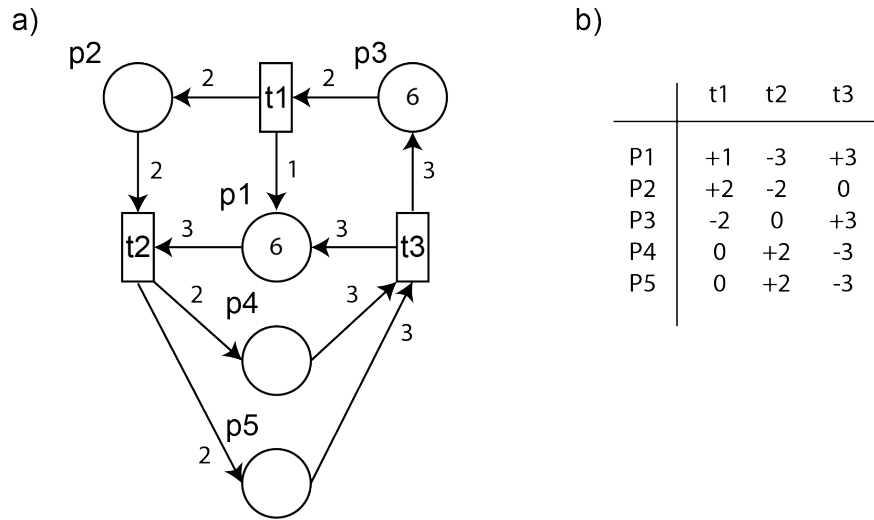 a)
b)
p2
p3
2
t1
2
6
2
1
3
p1
t2
3
6
3
t3
2
p4
3
3
p5
2
t1 t2 t3
P1 +1 -3 +3
P2 +2 -2 0
P3 -2 0 +3
P4 0 +2 -3
P5 0 +2 -3